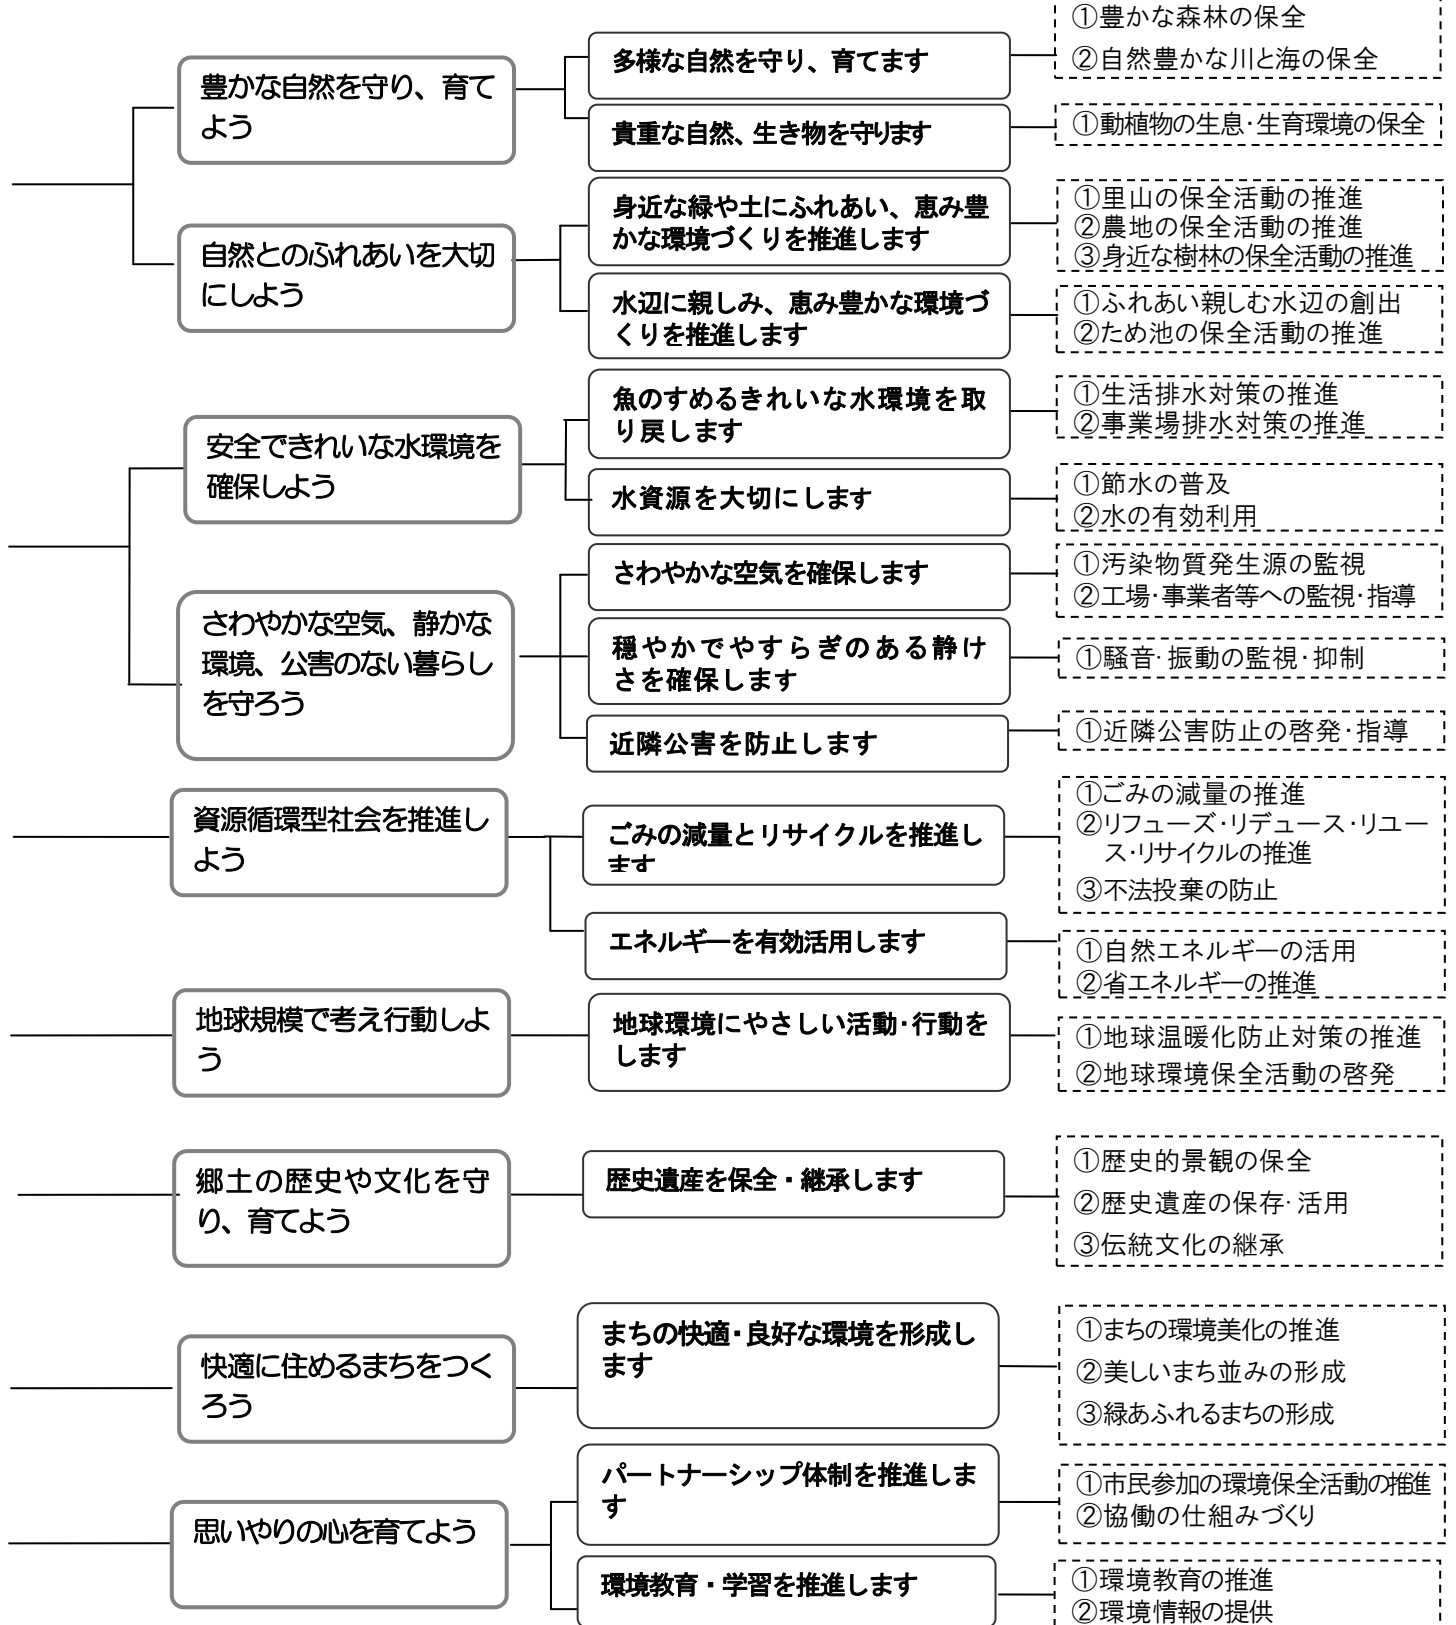 ①豊かな森林の保全
②自然豊かな川と海の保全
多様な自然を守り、育てます
豊かな自然を守り、育て
よう
貴重な自然、生き物を守ります
①動植物の生息・生育環境の保全
身近な緑や土にふれあい、恵み豊
かな環境づくりを推進します
①里山の保全活動の推進
②農地の保全活動の推進
③身近な樹林の保全活動の推進
自然とのふれあいを大切
にしよう
水辺に親しみ、恵み豊かな環境づ
くりを推進します
①ふれあい親しむ水辺の創出
②ため池の保全活動の推進
魚のすめるきれいな水環境を取
り戻します
①生活排水対策の推進
②事業場排水対策の推進
安全できれいな水環境を
確保しよう
水資源を大切にします
①節水の普及
②水の有効利用
さわやかな空気を確保します
①汚染物質発生源の監視
②工場・事業者等への監視・指導
さわやかな空気、静かな
環境、公害のない暮らし
を守ろう
穏やかでやすらぎのある静け
さを確保します
①騒音・振動の監視・抑制
近隣公害を防止します
①近隣公害防止の啓発・指導
資源循環型社会を推進し
よう
ごみの減量とリサイクルを推進し
ます
①ごみの減量の推進
②リフューズ・リデュース・リユー
ス・リサイクルの推進
③不法投棄の防止
エネルギーを有効活用します
①自然エネルギーの活用
②省エネルギーの推進
地球規模で考え行動しよ
う
地球環境にやさしい活動・行動を
します
①地球温暖化防止対策の推進
②地球環境保全活動の啓発
郷土の歴史や文化を守
り、育てよう
歴史遺産を保全・継承します
①歴史的景観の保全
②歴史遺産の保存・活用
③伝統文化の継承
快適に住めるまちをつく
ろう
まちの快適・良好な環境を形成し
ます
①まちの環境美化の推進
②美しいまち並みの形成
③緑あふれるまちの形成
思いやりの心を育てよう
パートナーシップ体制を推進しま
す
①市民参加の環境保全活動の推進
②協働の仕組みづくり
環境教育・学習を推進します
①環境教育の推進
②環境情報の提供